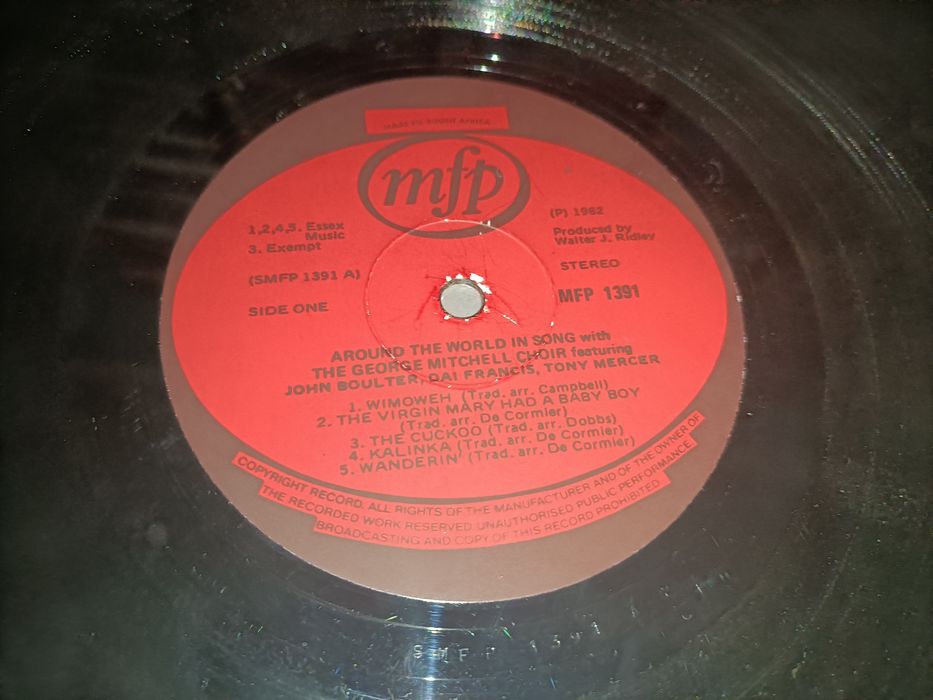 MADE IN SOUTH AFRICA
mfp
1,2,4,5. Essex
Music
3. Exempt
(SMFP 1391 A)
SIDE ONE
(P) 1962
Produced by
Walter J. Ridley
STEREO
MFP 1391
AROUND THE WORLD IN SONG with
THE GEORGE MITCHELL CHOIR featuring
JOHN BOULTER, DAI FRANCIS, TONY MERCER
1. WIMOWEH (Trad. arr. Campbell)
2. THE VIRGIN MARY HAD A BABY BOY
(Trad. arr. De Cormier)
3. THE CUCKOO (Trad. arr. Dobbs)
4. KALINKA (Trad. arr. De Cormier)
5. WANDERIN' (Trad. arr. De Cormier)
COPYRIGHT RECORD. ALL RIGHTS OF THE MANUFACTURER AND OF THE OWNER OF
THE RECORDED WORK RESERVED UNAUTHORISED PUBLIC PERFORMANCE
BROADCASTING AND COPY OF THIS RECORD PROHIBITED
SMFP 1391